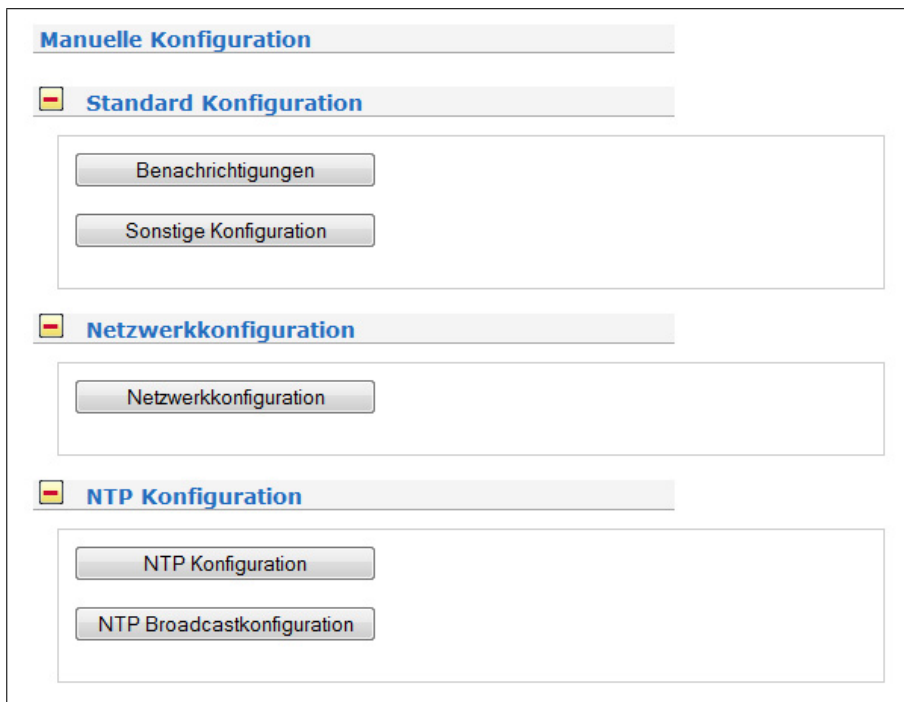 Manuelle Konfiguration
Standard Konfiguration
Benachrichtigungen
Sonstige Konfiguration
Netzwerkkonfiguration
Netzwerkkonfiguration
NTP Konfiguration
NTP Konfiguration
NTP Broadcastkonfiguration